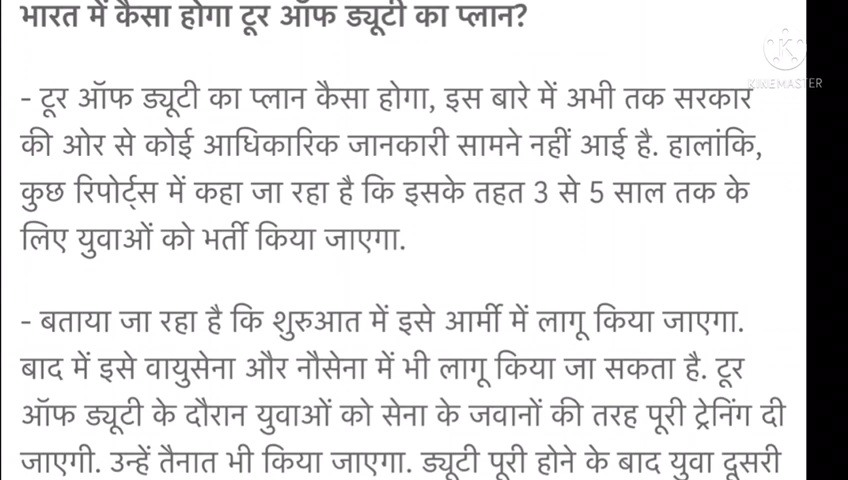 भारत में कैसा होगा टूर ऑफ ड्यूटी का प्लान?
KINEMASTER
- टूर ऑफ ड्यूटी का प्लान कैसा होगा, इस बारे में अभी तक सरकार
की ओर से कोई आधिकारिक जानकारी सामने नहीं आई है. हालांकि,
कुछ रिपोर्ट्स में कहा जा रहा है कि इसके तहत 3 से 5 साल तक के
लिए युवाओं को भर्ती किया जाएगा.
- बताया जा रहा है कि शुरुआत में इसे आर्मी में लागू किया जाएगा.
बाद में इसे वायुसेना और नौसेना में भी लागू किया जा सकता है. टूर
ऑफ ड्यूटी के दौरान युवाओं को सेना के जवानों की तरह पूरी ट्रेनिंग दी
जाएगी. उन्हें तैनात भी किया जाएगा. ड्यूटी पूरी होने के बाद युवा दूसरी